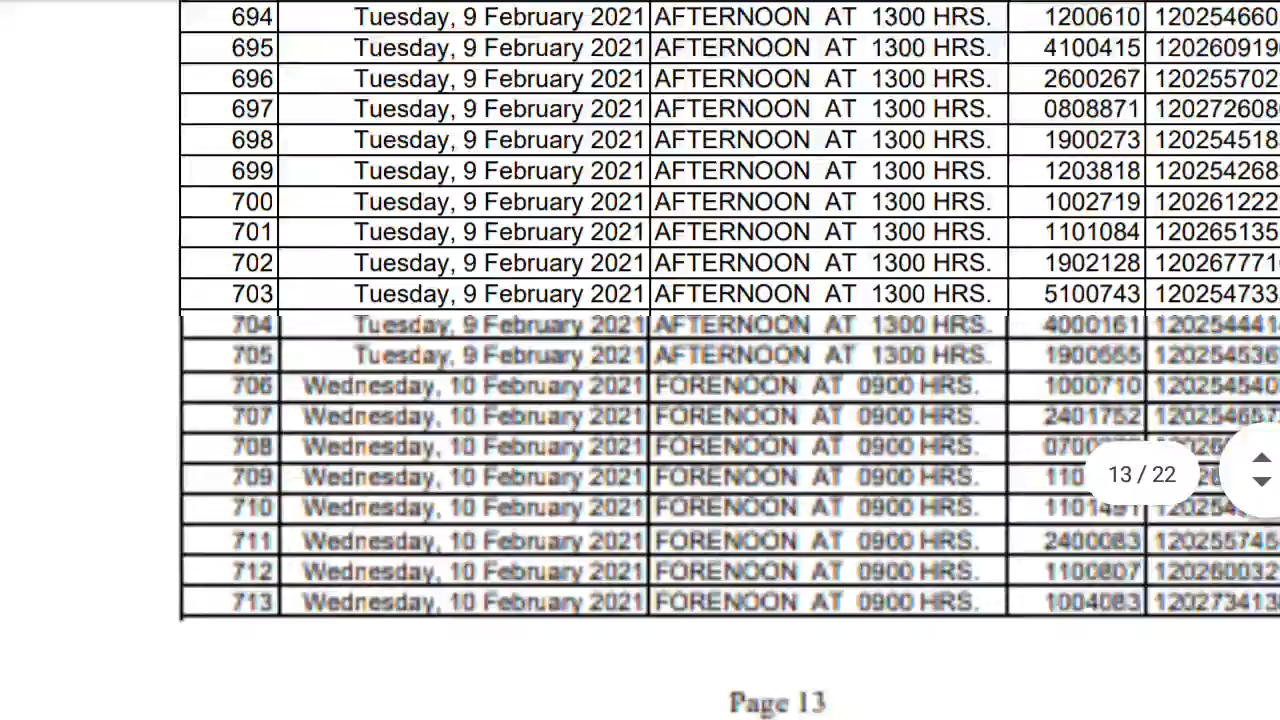 694 Tuesday, 9 February 2021 AFTERNOON AT 1300 HRS. 1200610 120254660
695 Tuesday, 9 February 2021 AFTERNOON AT 1300 HRS. 4100415 120260919
696 Tuesday, 9 February 2021 AFTERNOON AT 1300 HRS. 2600267 120255702
697 Tuesday, 9 February 2021 AFTERNOON AT 1300 HRS. 0808871 120272608
698 Tuesday, 9 February 2021 AFTERNOON AT 1300 HRS. 1900273 120254518
699 Tuesday, 9 February 2021 AFTERNOON AT 1300 HRS. 1203818 120254268
700 Tuesday, 9 February 2021 AFTERNOON AT 1300 HRS. 1002719 120261222
701 Tuesday, 9 February 2021 AFTERNOON AT 1300 HRS. 1101084 120265135
702 Tuesday, 9 February 2021 AFTERNOON AT 1300 HRS. 1902128 120267771
703 Tuesday, 9 February 2021 AFTERNOON AT 1300 HRS. 5100743 120254733
704 Tuesday, 9 February 2021 AFTERNOON AT 1300 HRS. 4000161 120254441
705 Tuesday, 9 February 2021 AFTERNOON AT 1300 HRS. 120254536
706 Wednesday, 10 February 2021 FORENOON AT 0900 HRS. 1000710 120254540
707 Wednesday, 10 February 2021 FORENOON AT 0900 HRS. 2401752 120254657
708 Wednesday, 10 February 2021 FORENOON AT 0900 HRS.
709 Wednesday, 10 February 2021 FORENOON AT 0900 HRS.
13 / 22
710 Wednesday, 10 February 2021 FORENOON AT 0900 HRS.
711 Wednesday, 10 February 2021 FORENOON AT 0900 HRS. 2400083 120255745
712 Wednesday, 10 February 2021 FORENOON AT 0900 HRS. 1100807 120260032
713 Wednesday, 10 February 2021 FORENOON AT 0900 HRS. 1004083 120273413
Page 13